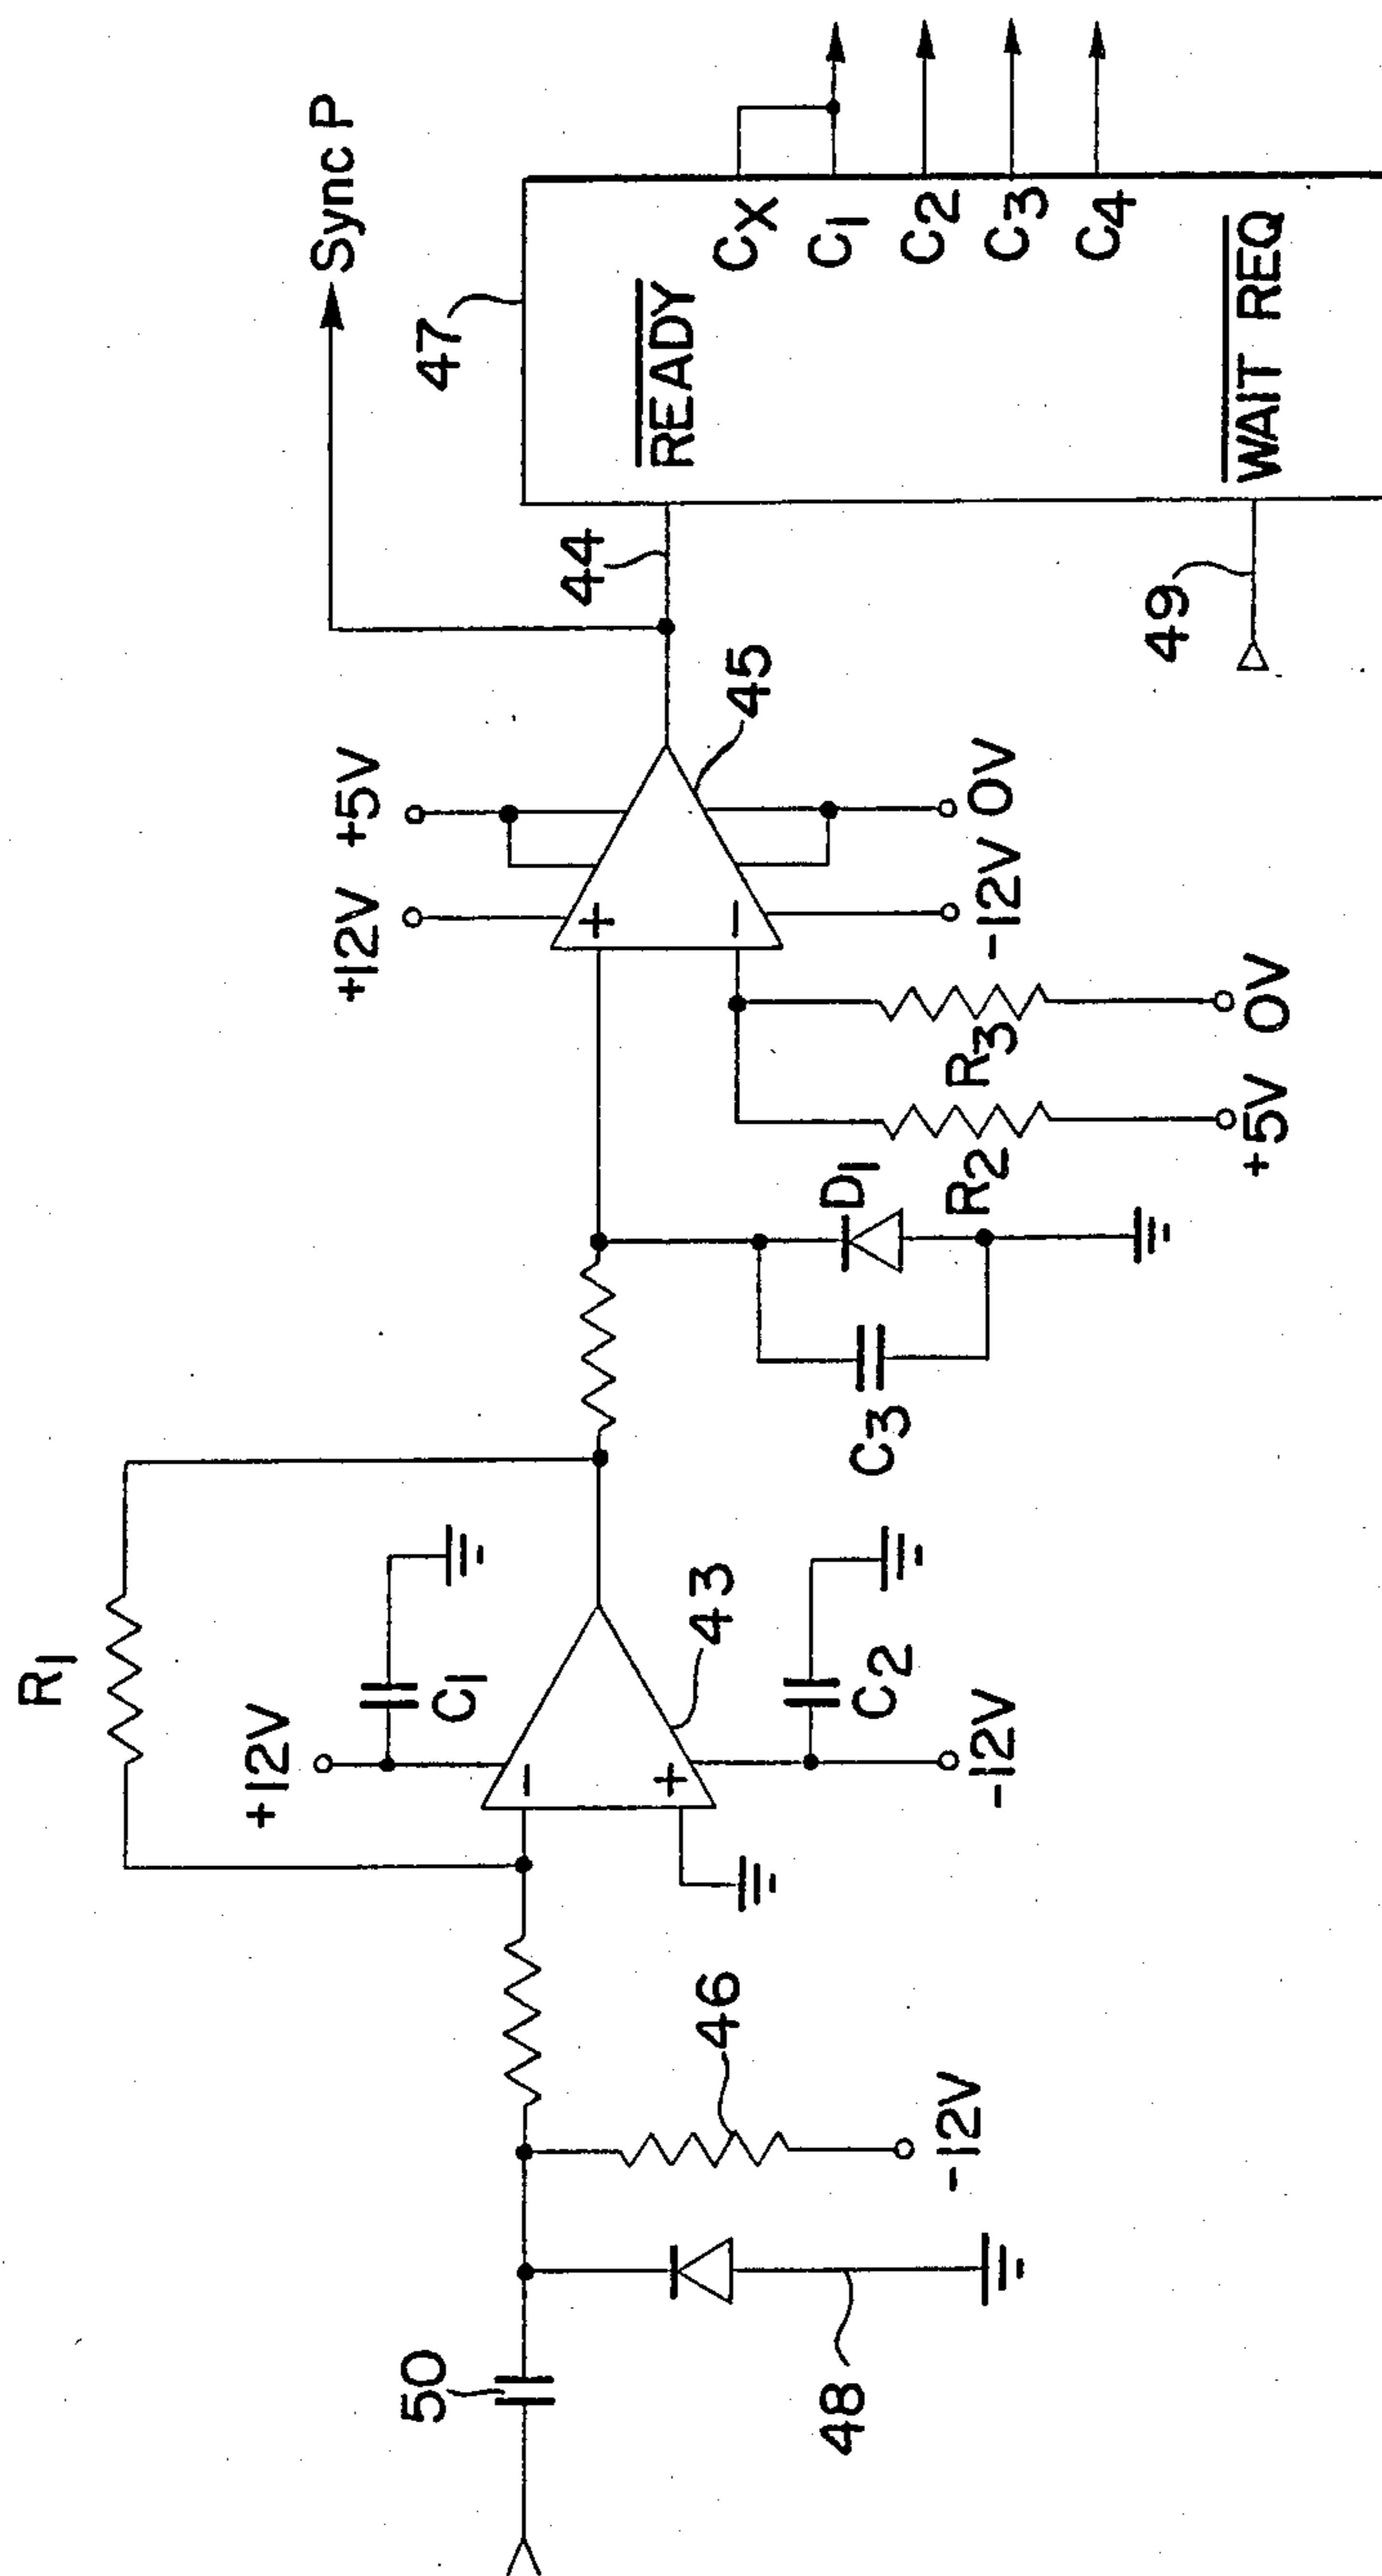 50
48
46
-12V
R1
+12V
C1
43
C2
-12V
C3
D1
R2
R3
+5V
0V
+12V
+5V
45
-12V
0V
44
Sync P
47
READY
CX
C1
C2
C3
C4
49
WAIT REQ